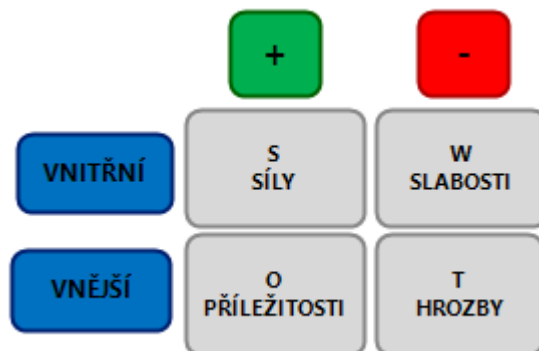 + -
VNITŘNÍ
S
SÍLY
W
SLABOSTI
VNĚJŠÍ
O
PŘÍLEŽITOSTI
T
HROZBY